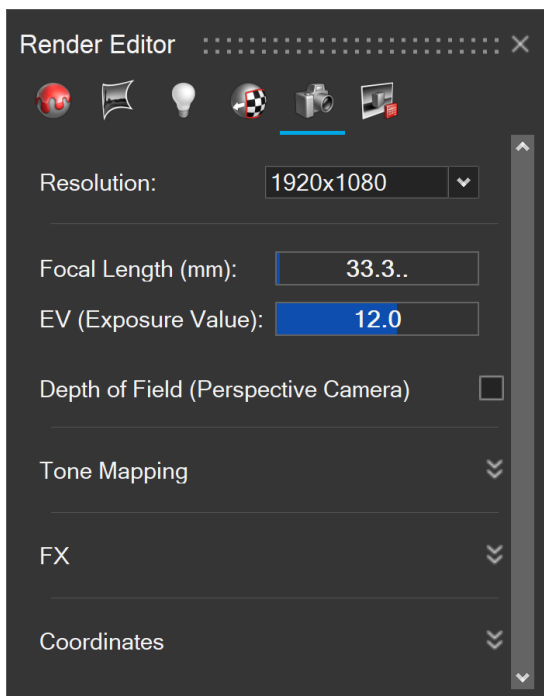 Render Editor
Resolution: 1920x1080
Focal Length (mm): 33.3..
EV (Exposure Value): 12.0
Depth of Field (Perspective Camera)
Tone Mapping
FX
Coordinates